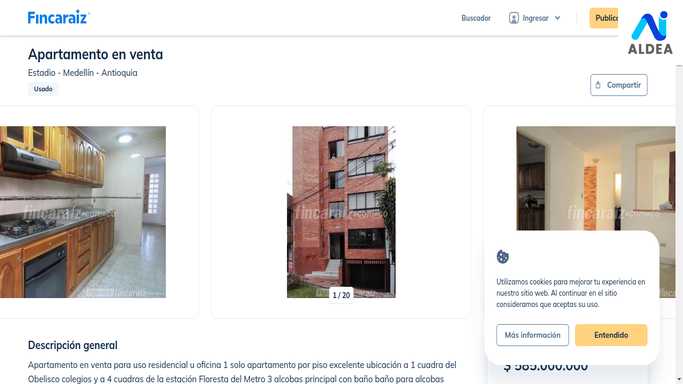 Fincaraiz
Buscador
Ingresar
ALDEA
Apartamento en venta
Estadio - Medellín - Antioquia
Usado
Compartir
fincaraiz
fincaraiz
fincaraiz
1 / 20
Utilizamos cookies para mejorar tu experiencia en
nuestro sitio web. Al continuar en el sitio
consideramos que aceptas su uso.
Más información
Entendido
$ 585.000.000
Descripción general
Apartamento en venta para uso residencial u oficina 1 solo apartamento por piso excelente ubicación a 1 cuadra del
Obelisco colegios y a 4 cuadras de la estación Floresta del Metro 3 alcobas principal con baño baño para alcobas